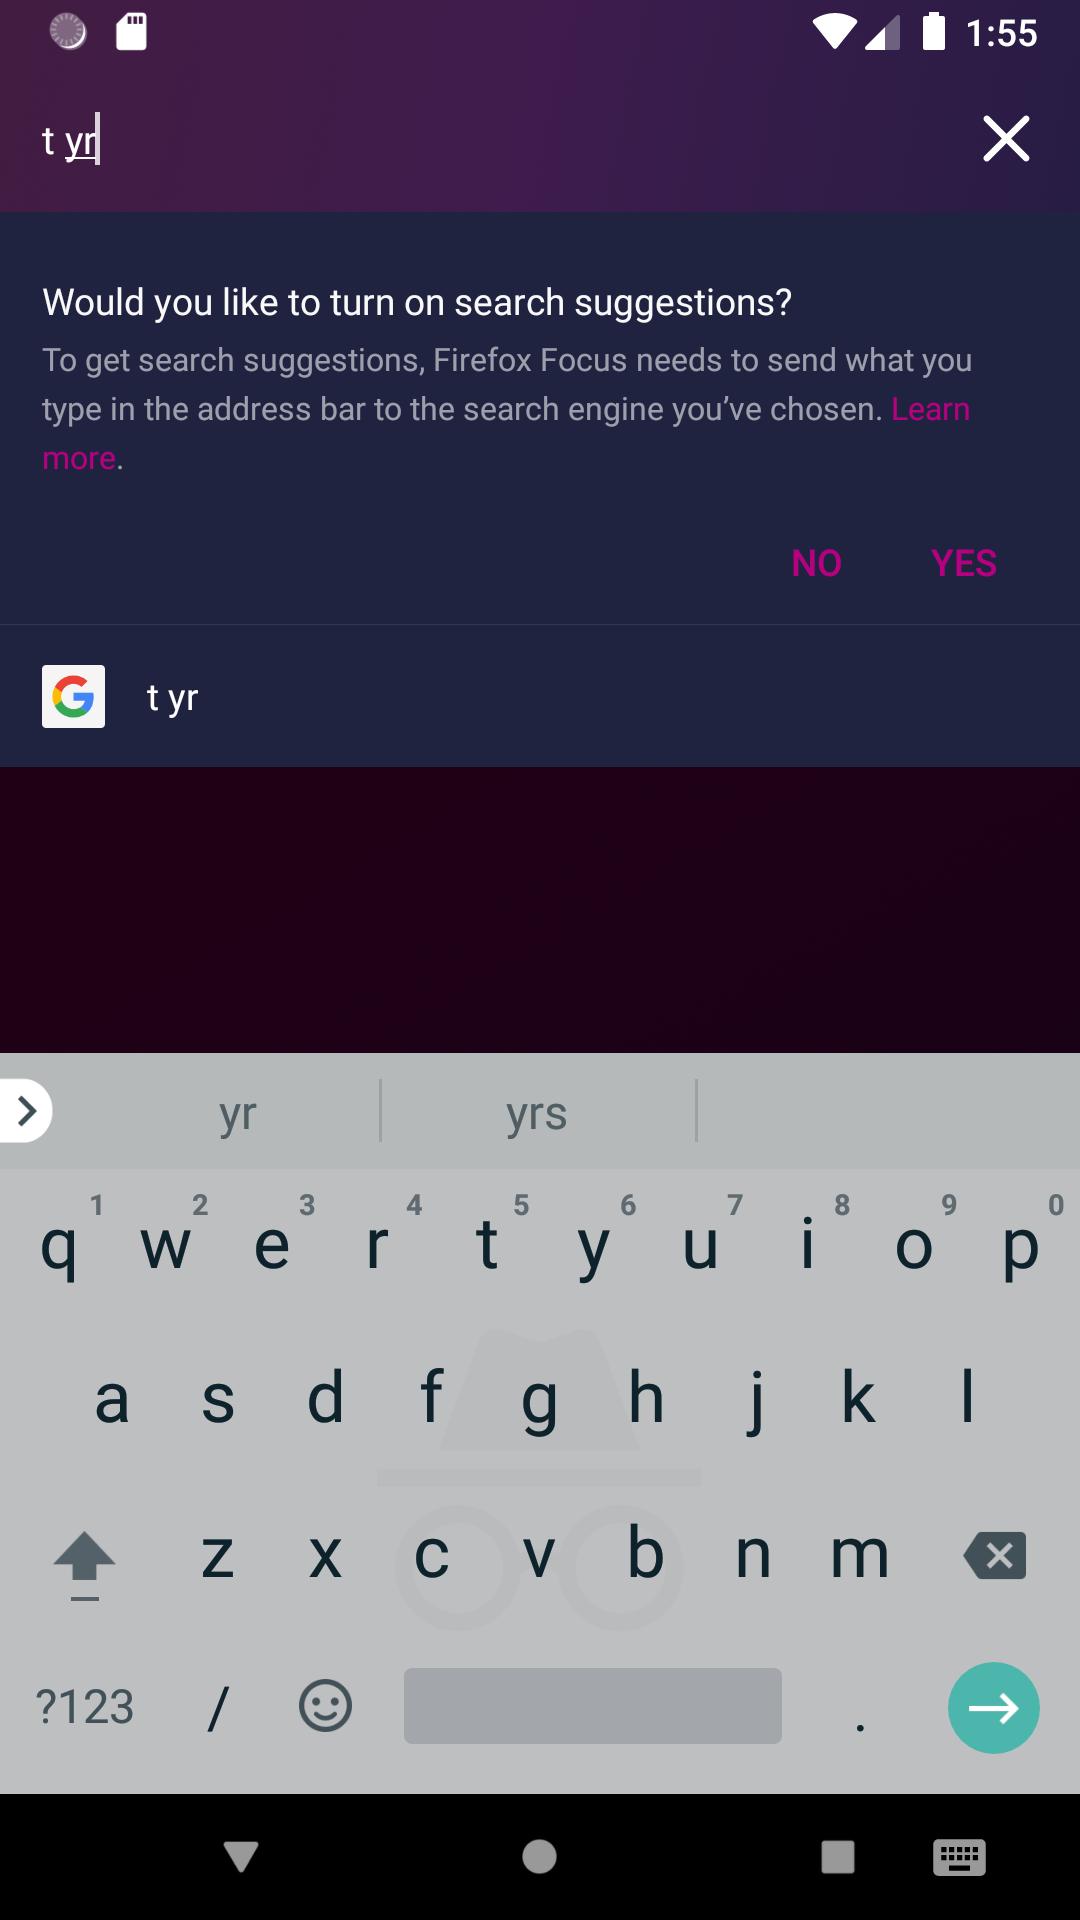 1:55
t yr
Would you like to turn on search suggestions?
To get search suggestions, Firefox Focus needs to send what you
type in the address bar to the search engine you’ve chosen. Learn
more.
NO YES
t yr
yr yrs
1 2 3 4 5 6 7 8 9 0
q w e r t y u i o p
a s d f g h j k l
z x c v b n m
?123 / .